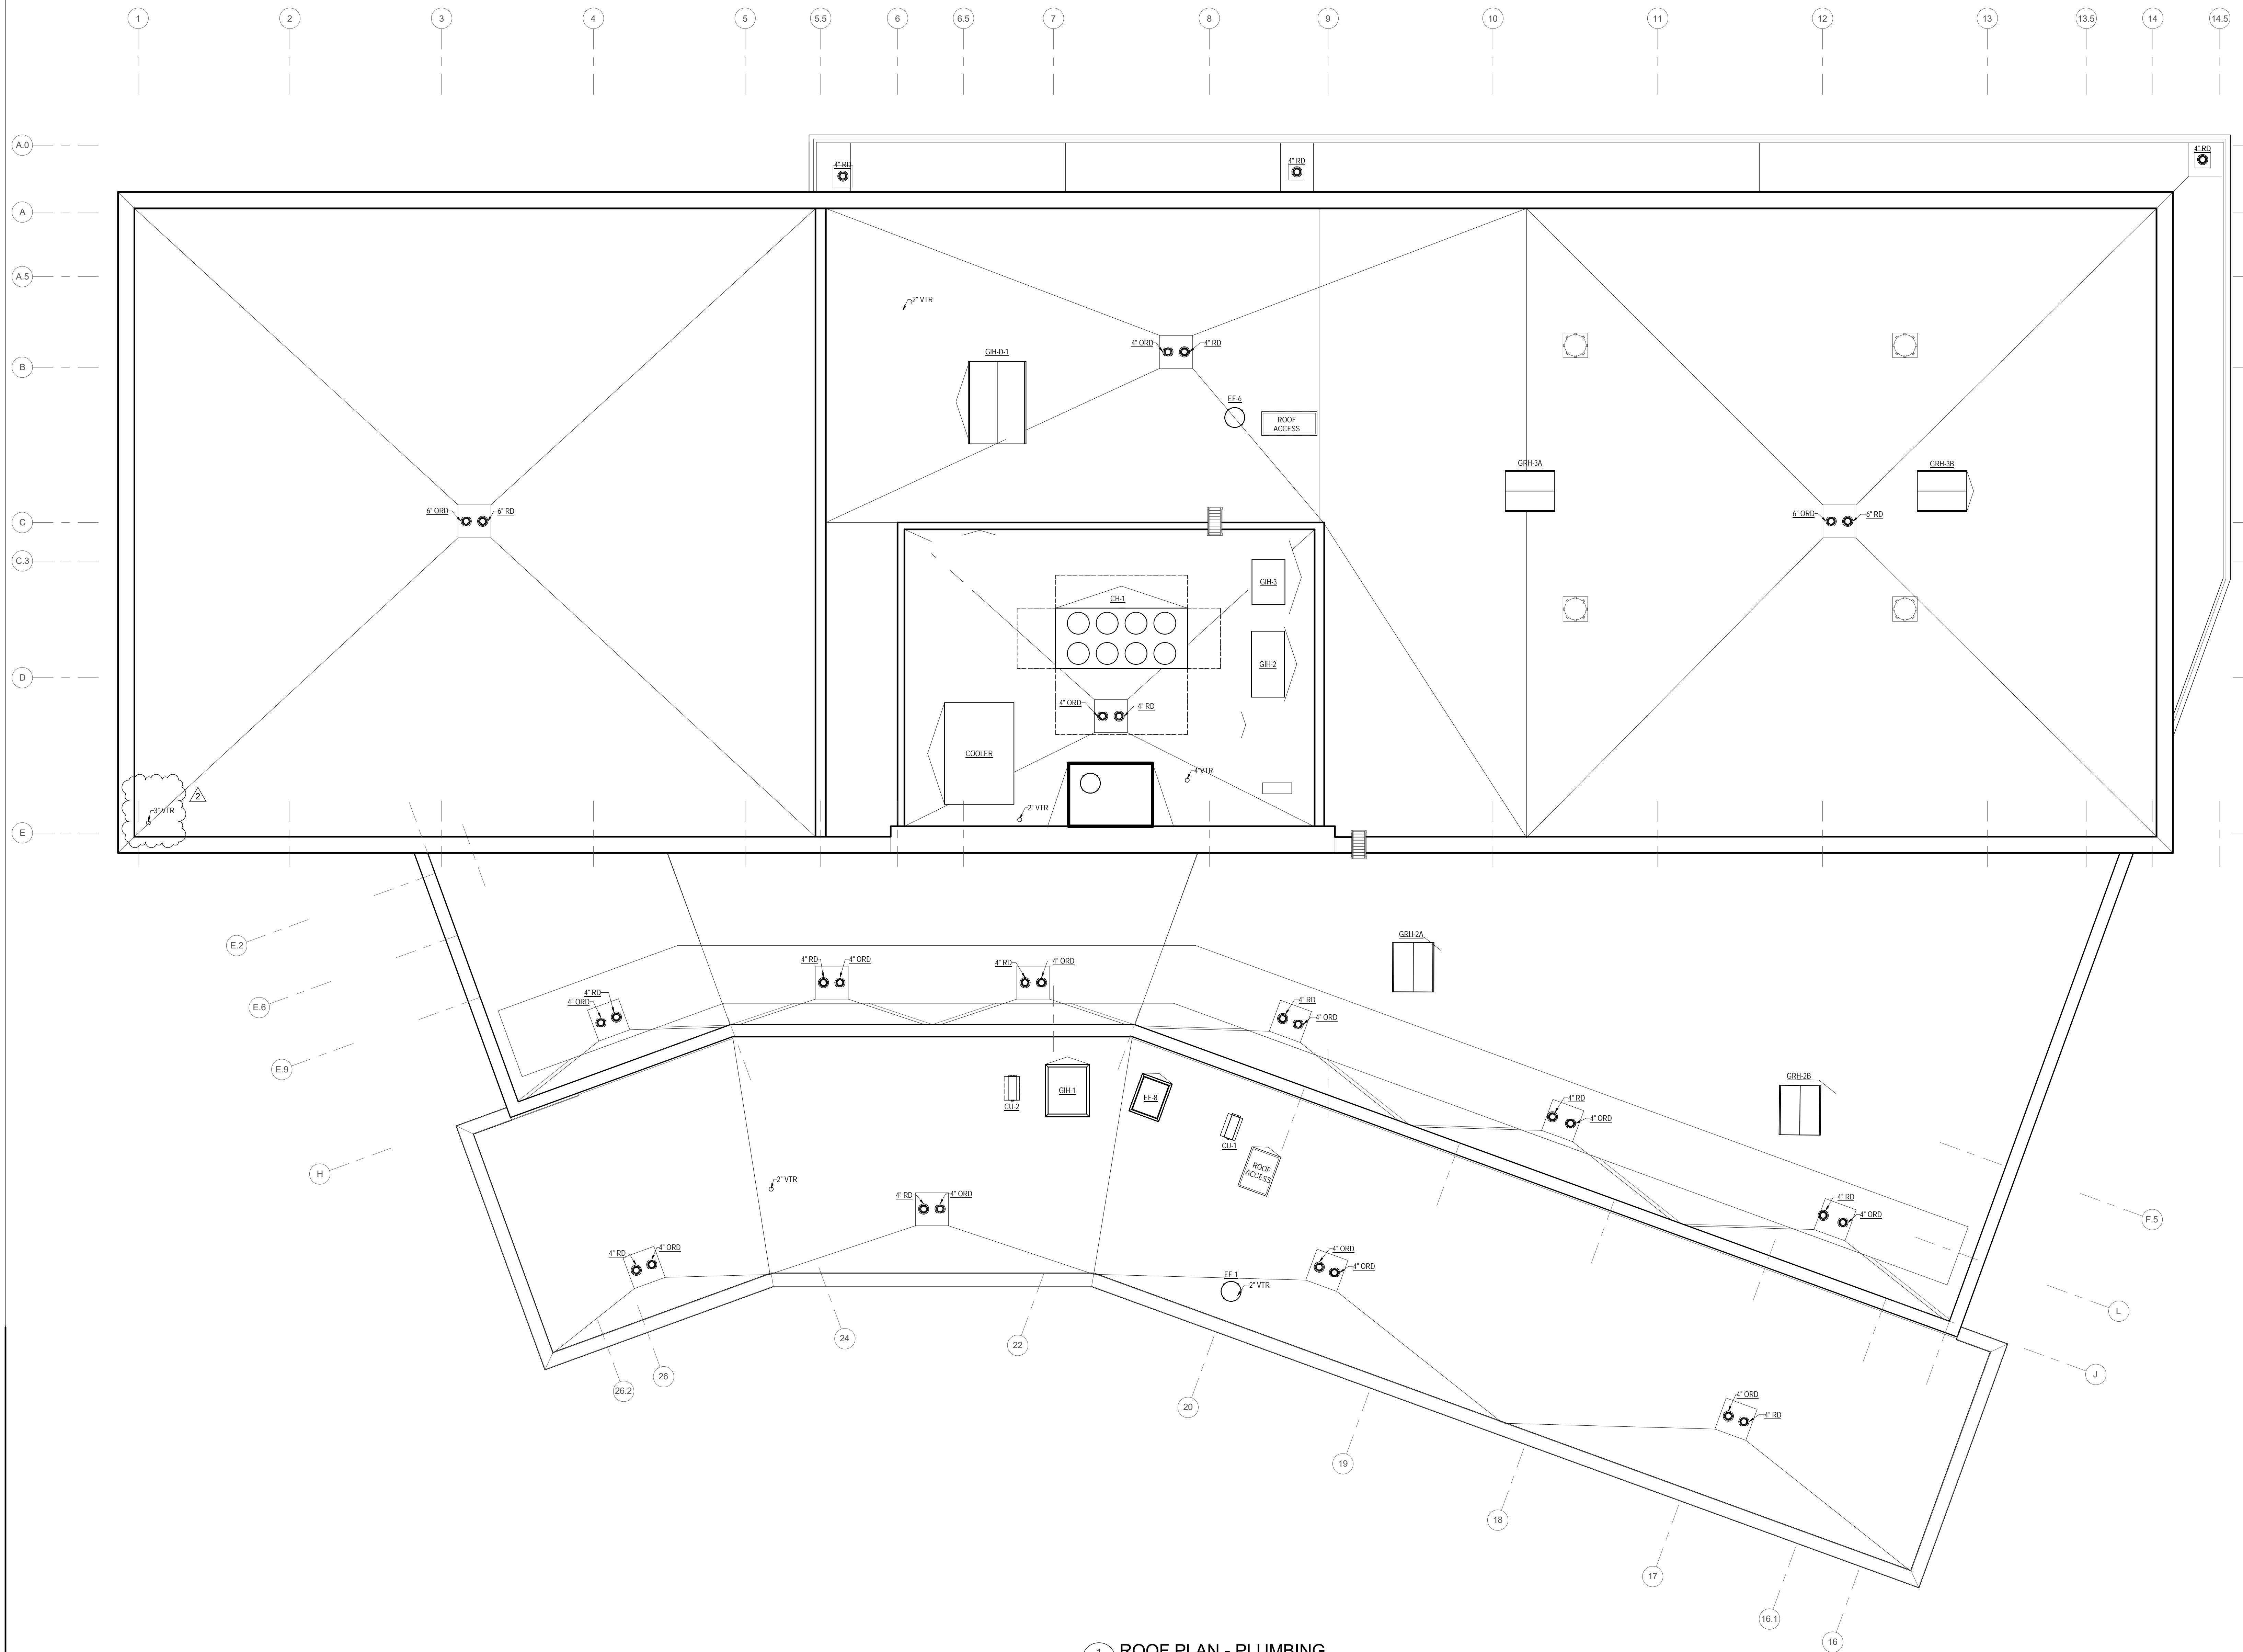 1 2 3 4 5 5.5 6 6.5 7 8 9 10 11 12 13 13.5 14 14.5
A.0
4" RD
4" RD
4" RD
A
A.5
2" VTR
4" ORD
4" RD
GIH-D-1
B
EF-6
ROOF
ACCESS
GRH-3A
GRH-3B
6" ORD
6" RD
6" ORD
6" RD
C
C.3
GIH-3
CH-1
GIH-2
D
4" ORD
4" RD
COOLER
4"VTR
2" VTR
2
3" VTR
E
E.2
GRH-2A
4" RD
4" ORD
4" RD
4" ORD
4" RD
4" ORD
4" RD
4" ORD
E.6
E.9
GRH-2B
GIH-1
EF-8
CU-2
4" RD
4" ORD
CU-1
ROOF
ACCESS
H
2" VTR
4" RD
4" ORD
4" RD
4" ORD
F.5
4" RD
4" ORD
4" ORD
4" ORD
EF-1
2" VTR
L
24
22
26
26.2
J
20
4" ORD
4" RD
19
18
17
16.1
16
1
ROOF PLAN - PLUMBING